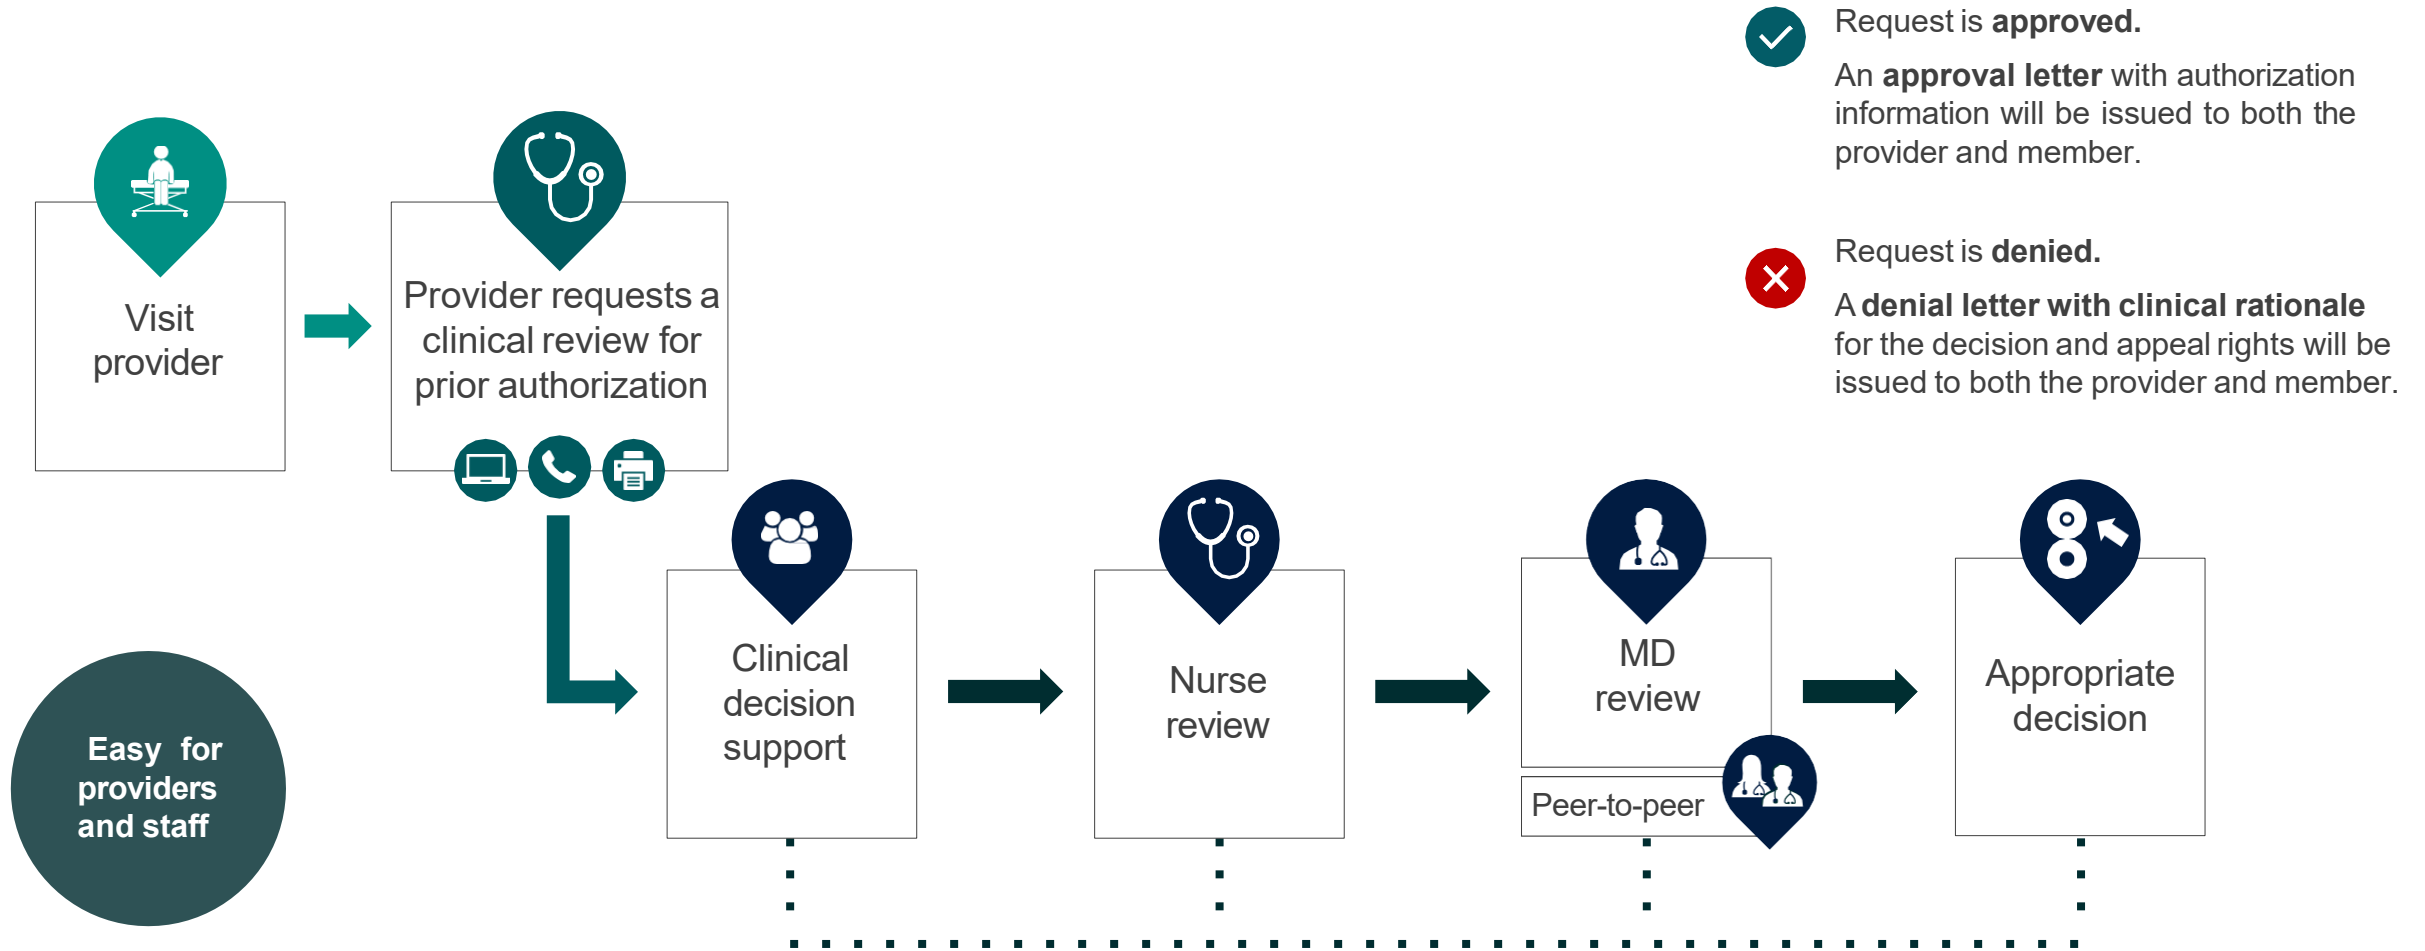 Request is approved.
An approval letter with authorization
information will be issued to both the
provider and member.
Request is denied.
A denial letter with clinical rationale
for the decision and appeal rights will be
issued to both the provider and member.
Visit
provider
Provider requests a
clinical review for
prior authorization
Clinical
decision
support
Nurse
review
MD
review
Peer-to-peer
Appropriate
decision
Easy for
providers
and staff